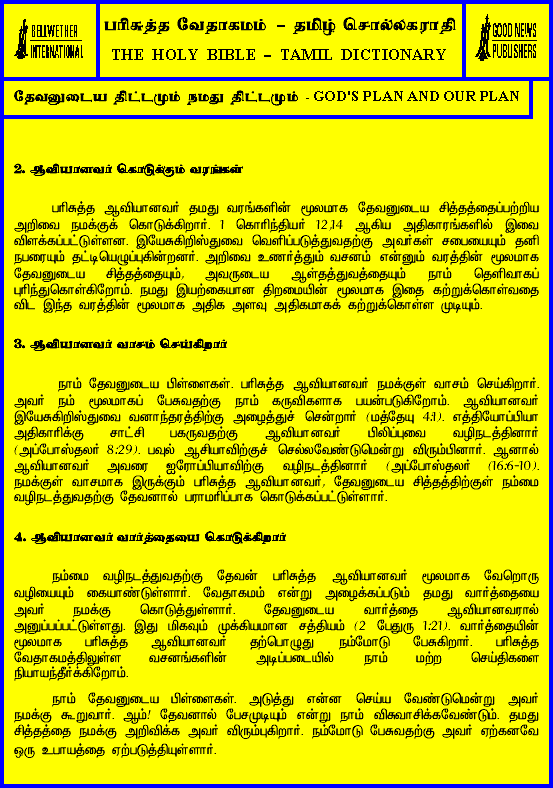 BELLWETHER
INTERNATIONAL
பரிசுத்த வேதாகமம் – தமிழ் சொல்லகராதி
THE HOLY BIBLE – TAMIL DICTIONARY
GOOD NEWS
PUBLISHERS
தேவனுடைய திட்டமும் நமது திட்டமும் - GOD'S PLAN AND OUR PLAN
2. ஆவியானவர் கொடுக்கும் வரங்கள்
பரிசுத்த ஆவியானவர் தமது வரங்களின் மூலமாக தேவனுடைய சித்தத்தைப்பற்றிய
அறிவை நமக்குக் கொடுக்கிறார். 1 கொரிந்தியர் 12,14 ஆகிய அதிகாரங்களில் இவை
விளக்கப்பட்டுள்ளன. இயேசுகிறிஸ்துவை வெளிப்படுத்துவதற்கு அவர்கள் சபையையும் தனி
நபரையும் தட்டியெழுப்புகின்றனர். அறிவை உணர்த்தும் வசனம் என்னும் வரத்தின் மூலமாக
தேவனுடைய சித்தத்தையும், அவருடைய ஆள்தத்துவத்தையும் நாம் தெளிவாகப்
புரிந்துகொள்கிறோம். நமது இயற்கையான திறமையின் மூலமாக இதை கற்றுக்கொள்வதை
விட இந்த வரத்தின் மூலமாக அதிக அளவு அதிகமாகக் கற்றுக்கொள்ள முடியும்.
3. ஆவியானவர் வாசம் செய்கிறார்
நாம் தேவனுடைய பிள்ளைகள். பரிசுத்த ஆவியானவர் நமக்குள் வாசம் செய்கிறார்.
அவர் நம் மூலமாகப் பேசுவதற்கு நாம் கருவிகளாக பயன்படுகிறோம். ஆவியானவர்
இயேசுகிறிஸ்துவை வனாந்தரத்திற்கு அழைத்துச் சென்றார் (மத்தேயு 4:1). எத்தியோப்பியா
அதிகாரிக்கு சாட்சி பகருவதற்கு ஆவியானவர் பிலிப்புவை வழிநடத்தினார்
(அப்போஸ்தலர் 8:29). பவுல் ஆசியாவிற்குச் செல்லவேண்டுமென்று விரும்பினார். ஆனால்
ஆவியானவர் அவரை ஐரோப்பியாவிற்கு வழிநடத்தினார் (அப்போஸ்தலர் (16:6-10).
நமக்குள் வாசமாக இருக்கும் பரிசுத்த ஆவியானவர், தேவனுடைய சித்தத்திற்குள் நம்மை
வழிநடத்துவதற்கு தேவனால் பராமரிப்பாக கொடுக்கப்பட்டுள்ளார்.
4. ஆவியானவர் வார்த்தையை கொடுக்கிறார்
நம்மை வழிநடத்துவதற்கு தேவன் பரிசுத்த ஆவியானவர் மூலமாக வேறொரு
வழியையும் கையாண்டுள்ளார். வேதாகமம் என்று அழைக்கப்படும் தமது வார்த்தையை
அவர் நமக்கு கொடுத்துள்ளார். தேவனுடைய வார்த்தை ஆவியானவரால்
அனுப்பப்பட்டுள்ளது. இது மிகவும் முக்கியமான சத்தியம் (2 பேதுரு 1:21). வார்த்தையின்
மூலமாக பரிசுத்த ஆவியானவர் தற்பொழுது நம்மோடு பேசுகிறார். பரிசுத்த
வேதாகமத்திலுள்ள வசனங்களின் அடிப்படையில் நாம் மற்ற செய்திகளை
நியாயந்தீர்க்கிறோம்.
நாம் தேவனுடைய பிள்ளைகள். அடுத்து என்ன செய்ய வேண்டுமென்று அவர்
நமக்கு கூறுவார். ஆம்! தேவனால் பேசமுடியும் என்று நாம் விசுவாசிக்கவேண்டும். தமது
சித்தத்தை நமக்கு அறிவிக்க அவர் விரும்புகிறார். நம்மோடு பேசுவதற்கு அவர் ஏற்கனவே
ஒரு உபாயத்தை ஏற்படுத்தியுள்ளார்.